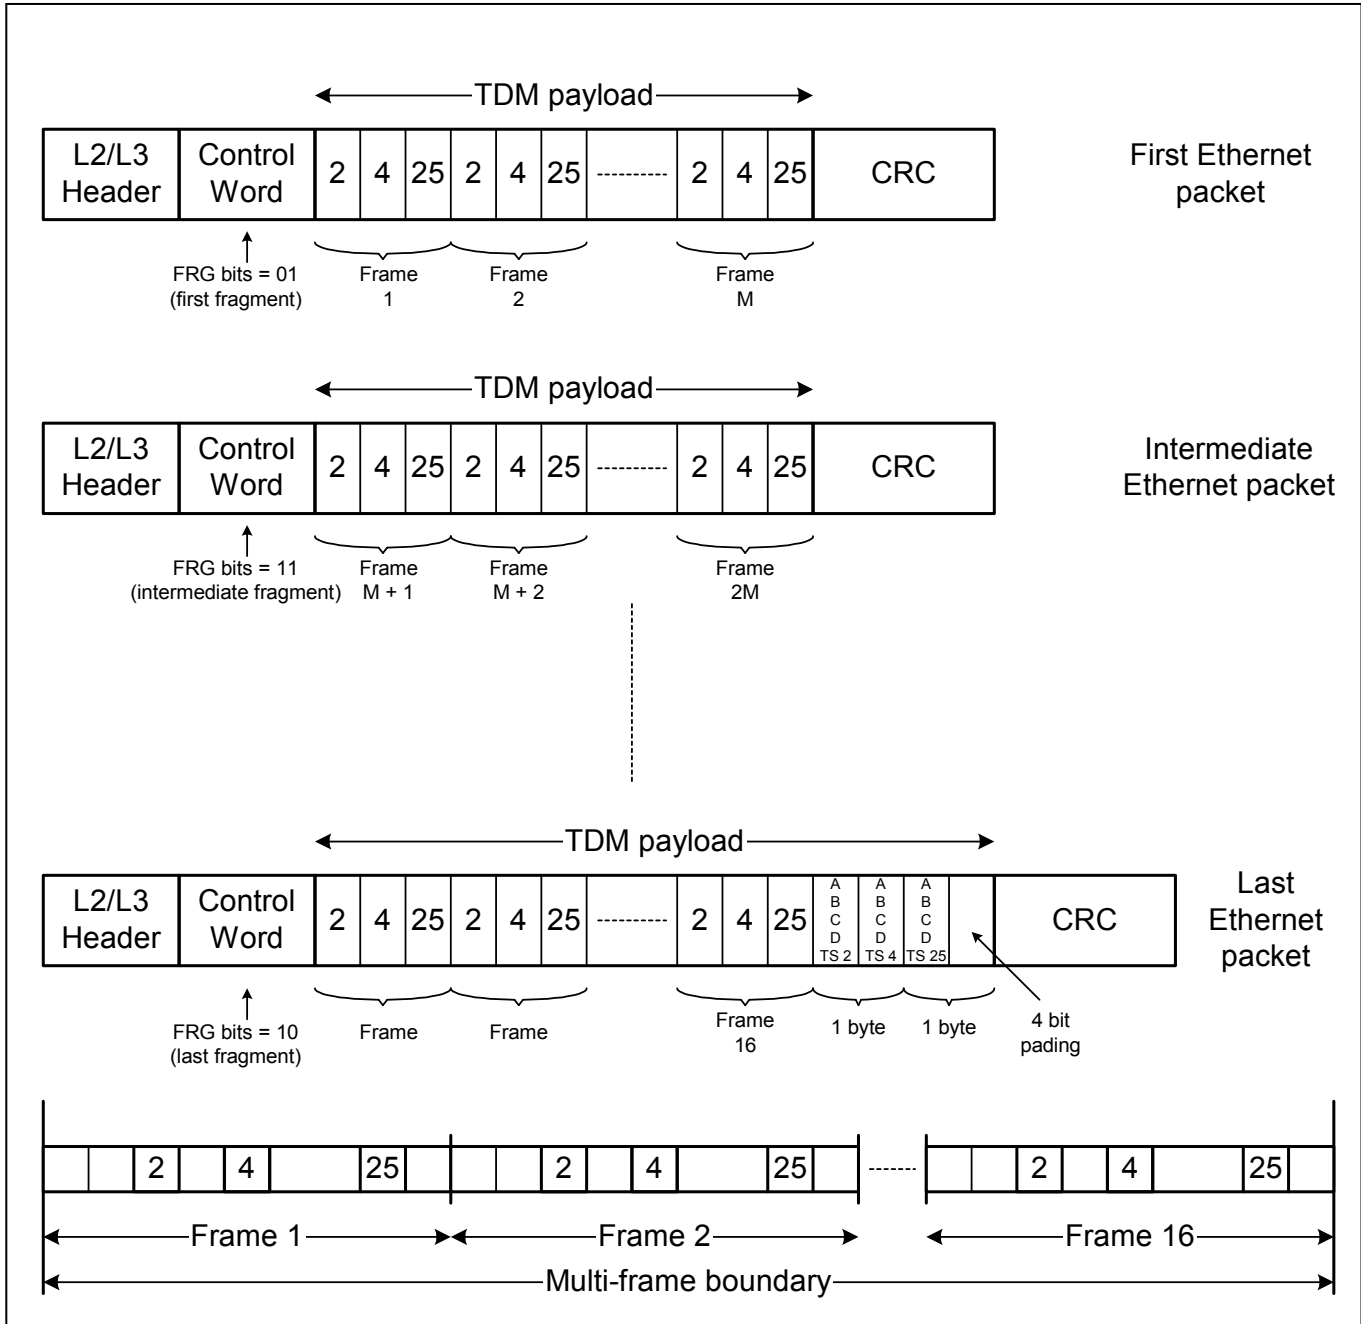 TDM payload
L2/L3 Header
Control Word
2 4 25 2 4 25 2 4 25
CRC
First Ethernet packet
FRG bits = 01
(first fragment)
Frame 1
Frame 2
Frame M
TDM payload
L2/L3 Header
Control Word
2 4 25 2 4 25 2 4 25
CRC
Intermediate Ethernet packet
FRG bits = 11
(intermediate fragment)
Frame M + 1
Frame M + 2
Frame 2M
TDM payload
L2/L3 Header
Control Word
2 4 25 2 4 25 2 4 25
A B C D TS 2
A B C D TS 4
A B C D TS 25
CRC
Last Ethernet packet
FRG bits = 10
(last fragment)
Frame
Frame
Frame 16
1 byte
1 byte
4 bit pading
2 4 25 2 4 25 2 4 25
Frame 1
Frame 2
Frame 16
Multi-frame boundary